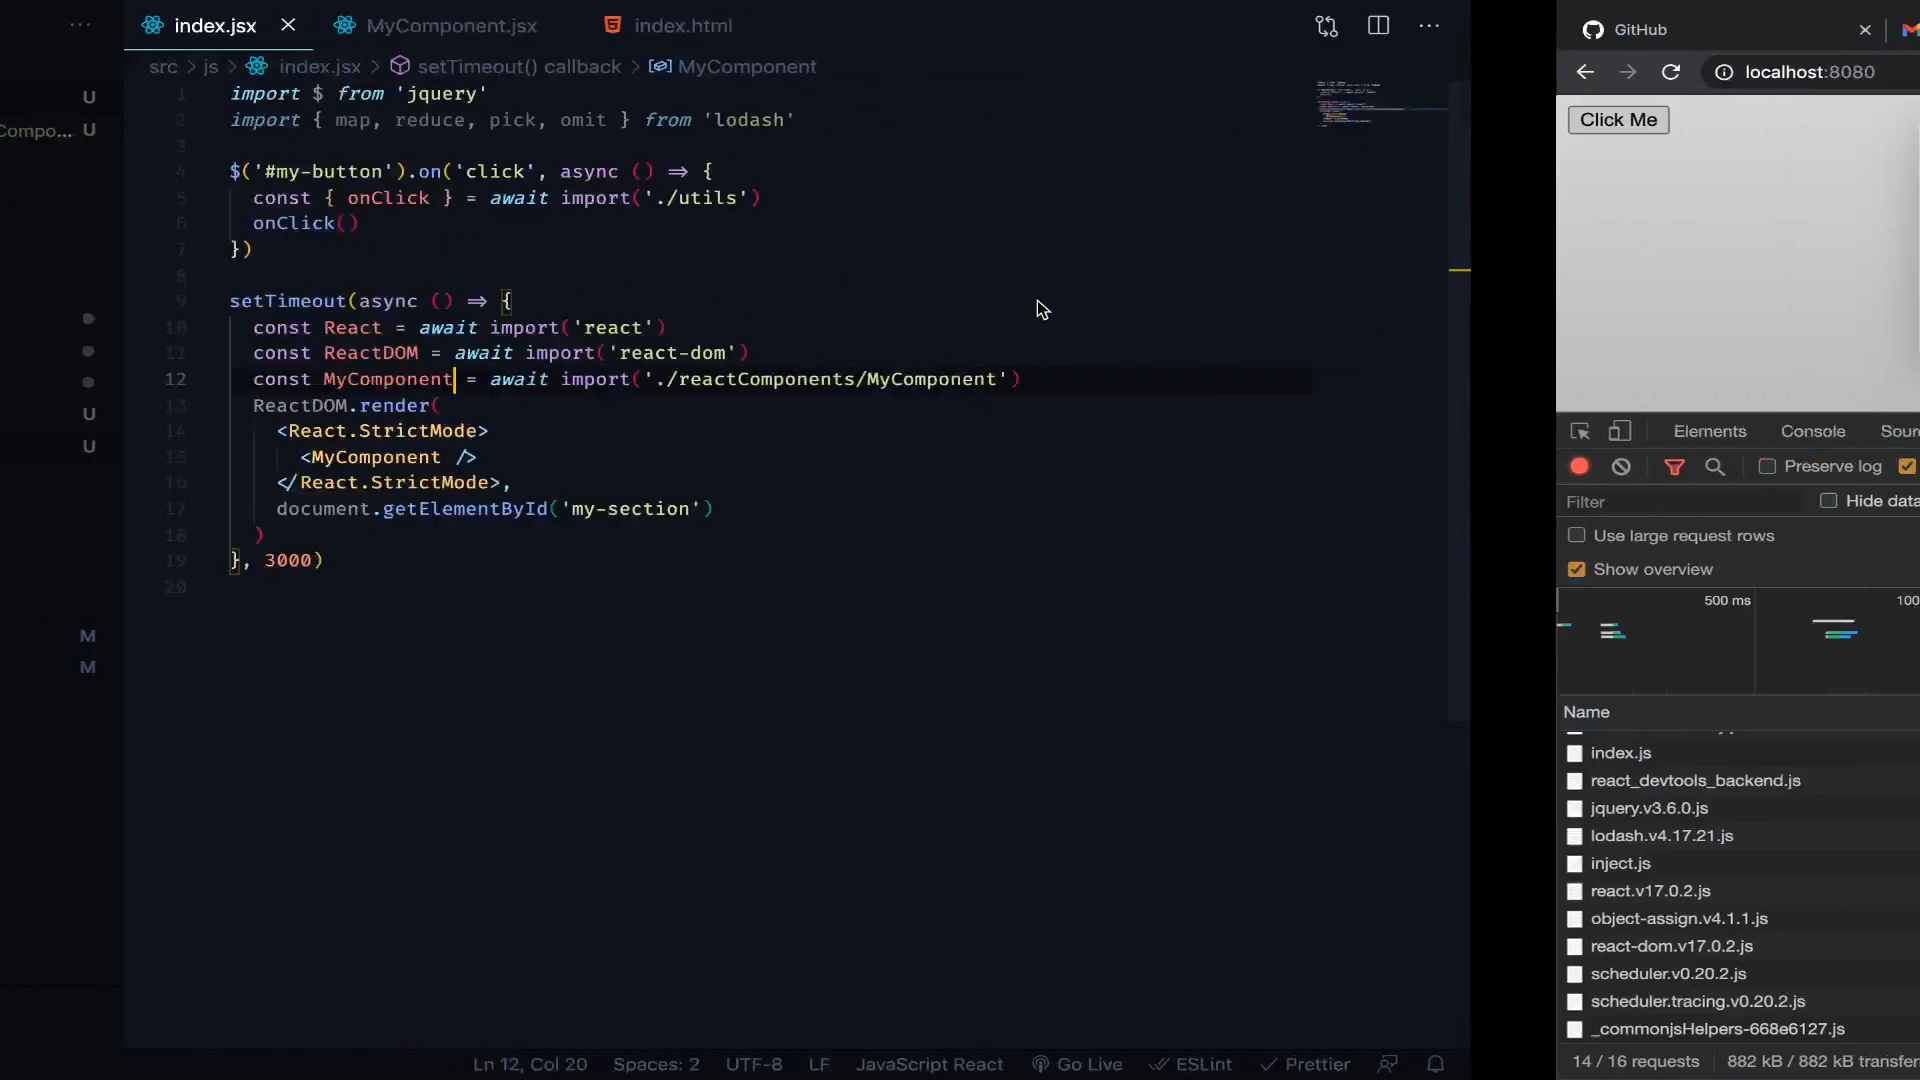 index.jsx
MyComponent.jsx
index.html
src > js > index.jsx > setTimeout() callback > MyComponent
U
Compo... U
U
U
M
M
1 import $ from 'jquery'
2 import { map, reduce, pick, omit } from 'lodash'
3
4 $('#my-button').on('click', async () => {
5 const { onClick } = await import('./utils')
6 onClick()
7 })
8
9 setTimeout(async () => {
10 const React = await import('react')
11 const ReactDOM = await import('react-dom')
12 const MyComponent = await import('./reactComponents/MyComponent')
13 ReactDOM.render(
14 <React.StrictMode>
15 <MyComponent />
16 </React.StrictMode>,
17 document.getElementById('my-section')
18 )
19 }, 3000)
20
Ln 12, Col 20 Spaces: 2 UTF-8 LF JavaScript React Go Live ESLint Prettier
GitHub
localhost:8080
Click Me
Elements Console Sour
Preserve log
Filter Hide data
Use large request rows
Show overview
500 ms 100
Name
index.js
react_devtools_backend.js
jquery.v3.6.0.js
lodash.v4.17.21.js
inject.js
react.v17.0.2.js
object-assign.v4.1.1.js
react-dom.v17.0.2.js
scheduler.v0.20.2.js
scheduler.tracing.v0.20.2.js
_commonjsHelpers-668e6127.js
14 / 16 requests 882 kB / 882 kB transfer